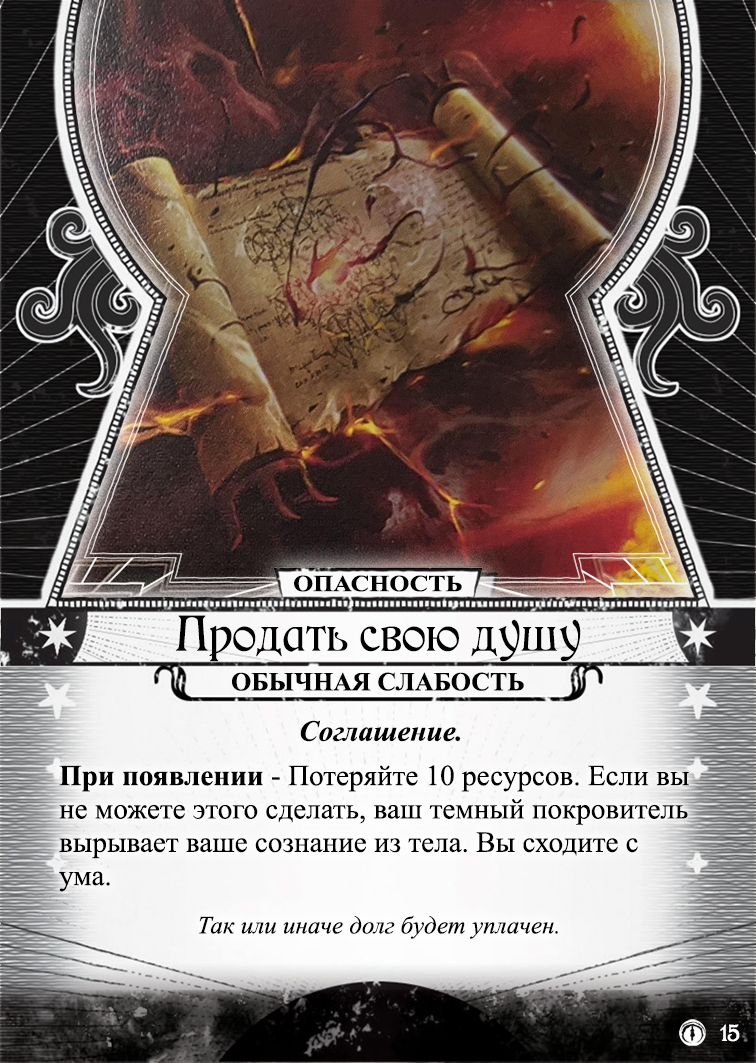 ОПАСНОСТЬ
Продать свою душу
ОБЫЧНАЯ СЛАБОСТЬ
Соглашение.
При появлении - Потеряйте 10 ресурсов. Если вы
не можете этого сделать, ваш темный покровитель
вырывает ваше сознание из тела. Вы сходите с
ума.
Так или иначе долг будет уплачен.
15